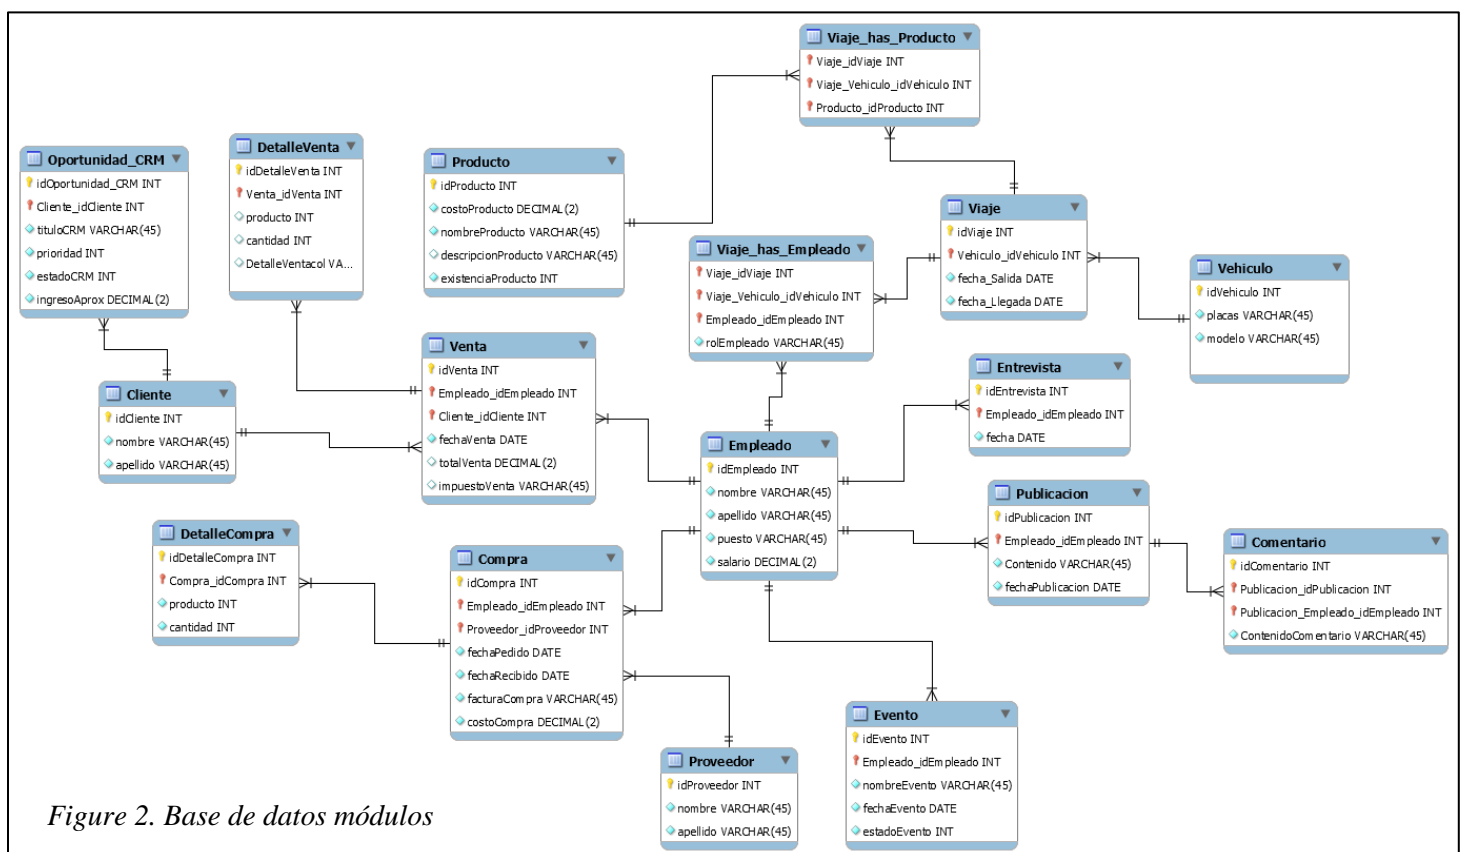 Viaje_has_Producto
Viaje_idViaje INT
Viaje_Vehiculo_idVehiculo INT
Producto_idProducto INT
Oportunidad_CRM
idOportunidad_CRM INT
Cliente_idCliente INT
tituloCRM VARCHAR(45)
prioridad INT
estadoCRM INT
ingresoAprox DECIMAL(2)
DetalleVenta
idDetalleVenta INT
Venta_idVenta INT
producto INT
cantidad INT
DetalleVentacol VA...
Producto
idProducto INT
costoProducto DECIMAL(2)
nombreProducto VARCHAR(45)
descripcionProducto VARCHAR(45)
existenciaProducto INT
Viaje
idViaje INT
Vehiculo_idVehiculo INT
fecha_Salida DATE
fecha_Llegada DATE
Viaje_has_Empleado
Viaje_idViaje INT
Viaje_Vehiculo_idVehiculo INT
Empleado_idEmpleado INT
rolEmpleado VARCHAR(45)
Vehiculo
idVehiculo INT
placas VARCHAR(45)
modelo VARCHAR(45)
Venta
idVenta INT
Empleado_idEmpleado INT
Cliente_idCliente INT
fechaVenta DATE
totalVenta DECIMAL(2)
impuestoVenta VARCHAR(45)
Cliente
idCliente INT
nombre VARCHAR(45)
apellido VARCHAR(45)
Entrevista
idEntrevista INT
Empleado_idEmpleado INT
fecha DATE
Empleado
idEmpleado INT
nombre VARCHAR(45)
apellido VARCHAR(45)
puesto VARCHAR(45)
salario DECIMAL(2)
Publicacion
idPublicacion INT
Empleado_idEmpleado INT
Contenido VARCHAR(45)
fechaPublicacion DATE
Comentario
idComentario INT
Publicacion_idPublicacion INT
Publicacion_Empleado_idEmpleado INT
ContenidoComentario VARCHAR(45)
DetalleCompra
idDetalleCompra INT
Compra_idCompra INT
producto INT
cantidad INT
Compra
idCompra INT
Empleado_idEmpleado INT
Proveedor_idProveedor INT
fechaPedido DATE
fechaRecibido DATE
facturaCompra VARCHAR(45)
costoCompra DECIMAL(2)
Evento
idEvento INT
Empleado_idEmpleado INT
nombreEvento VARCHAR(45)
fechaEvento DATE
estadoEvento INT
Proveedor
idProveedor INT
nombre VARCHAR(45)
apellido VARCHAR(45)
Figure 2. Base de datos módulos